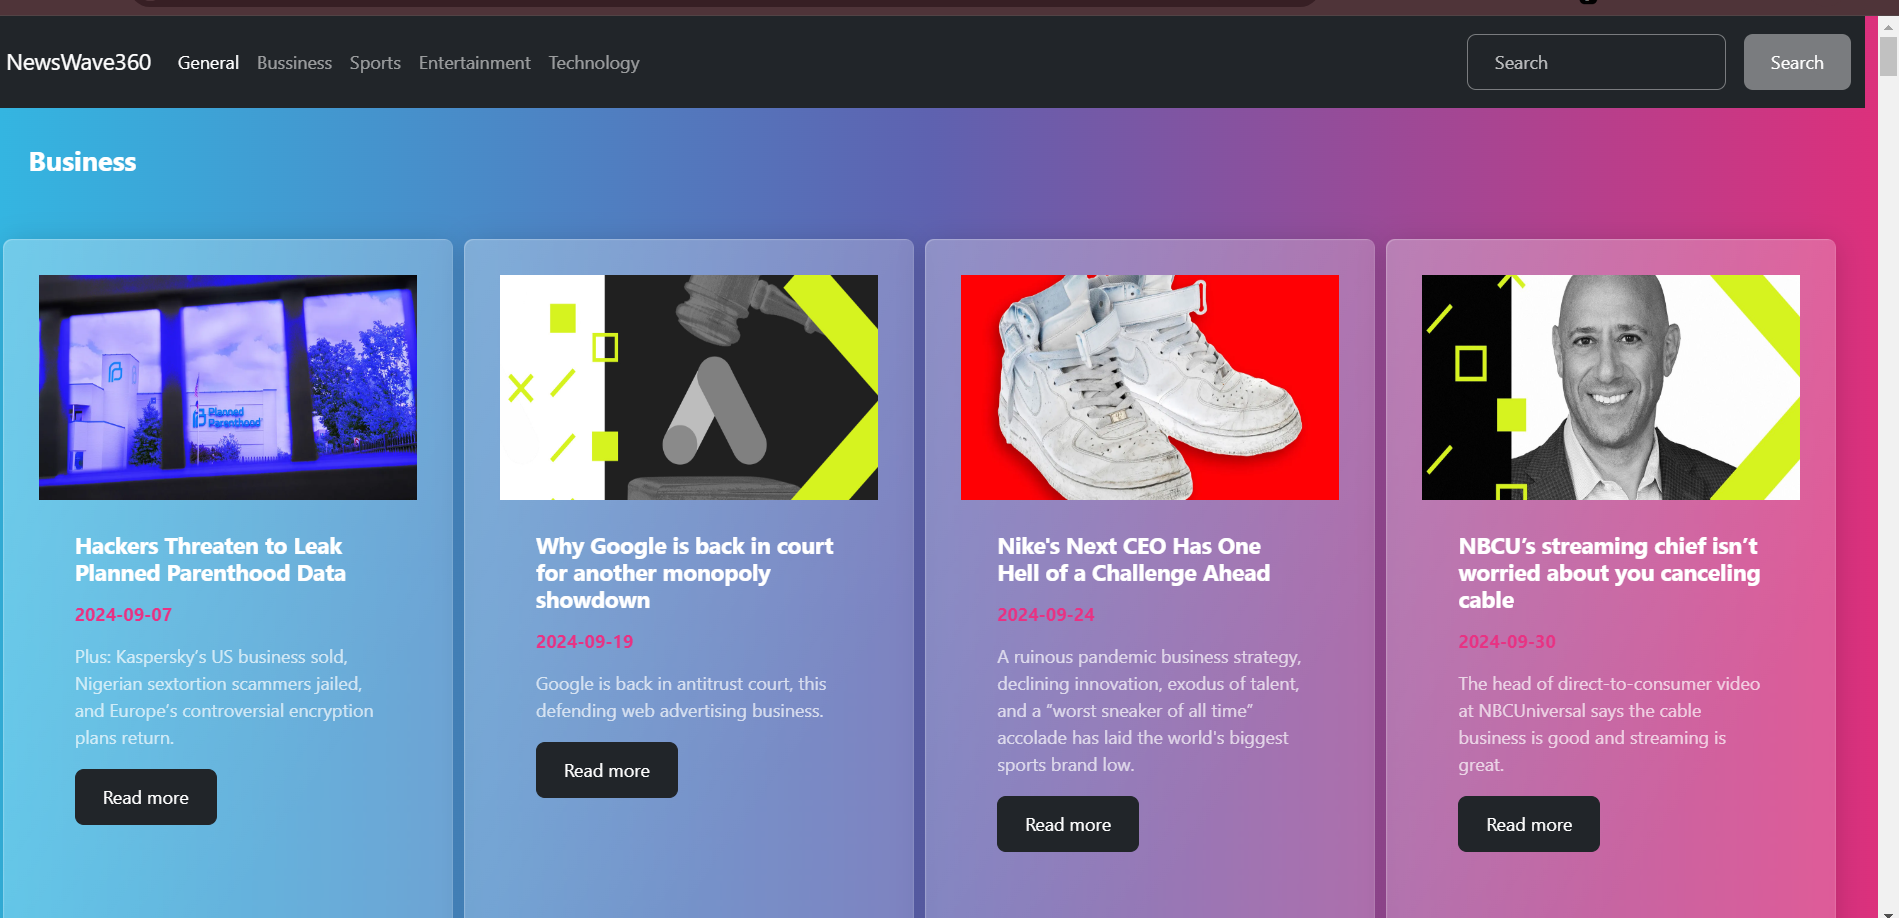 NewsWave360 General Bussiness Sports Entertainment Technology Search Search
Business
Planned
Parenthood
Hackers Threaten to Leak
Planned Parenthood Data
2024-09-07
Plus: Kaspersky’s US business sold,
Nigerian sextortion scammers jailed,
and Europe’s controversial encryption
plans return.
Read more
Why Google is back in court
for another monopoly
showdown
2024-09-19
Google is back in antitrust court, this
defending web advertising business.
Read more
Nike's Next CEO Has One
Hell of a Challenge Ahead
2024-09-24
A ruinous pandemic business strategy,
declining innovation, exodus of talent,
and a “worst sneaker of all time”
accolade has laid the world's biggest
sports brand low.
Read more
NBCU’s streaming chief isn’t
worried about you canceling
cable
2024-09-30
The head of direct-to-consumer video
at NBCUniversal says the cable
business is good and streaming is
great.
Read more